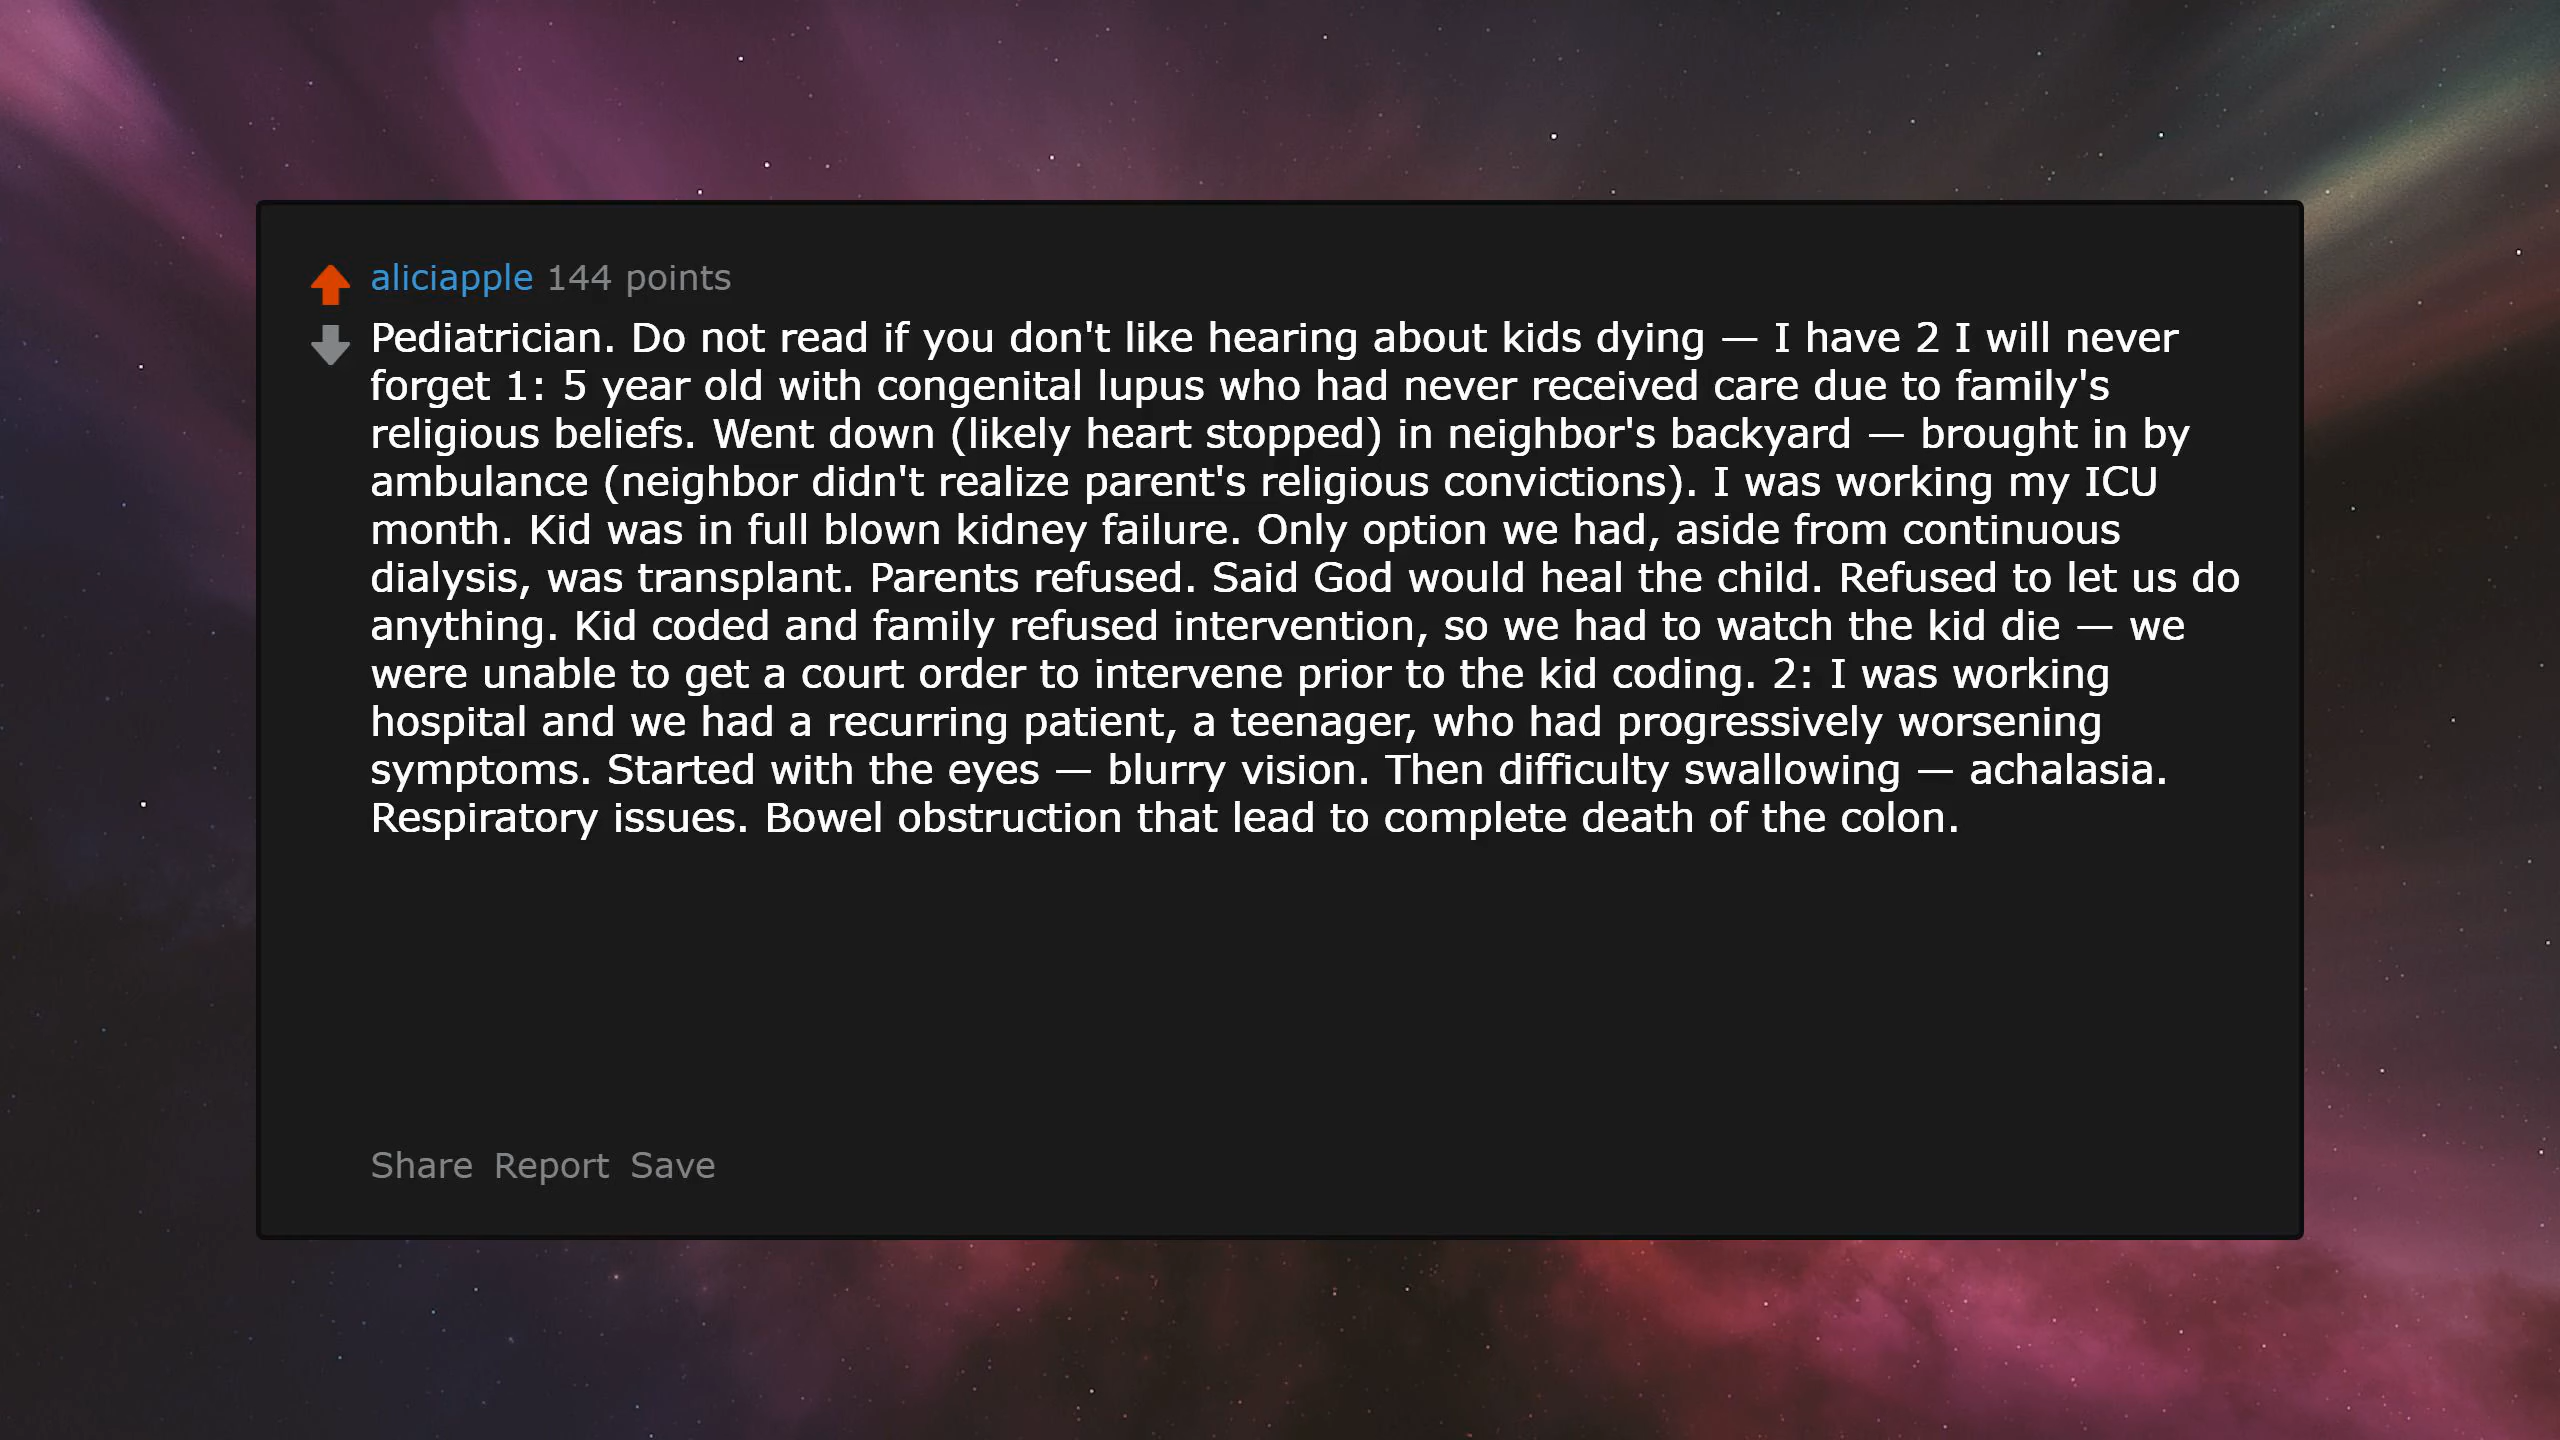 aliciapple 144 points
Pediatrician. Do not read if you don't like hearing about kids dying — I have 2 I will never
forget 1: 5 year old with congenital lupus who had never received care due to family's
religious beliefs. Went down (likely heart stopped) in neighbor's backyard — brought in by
ambulance (neighbor didn't realize parent's religious convictions). I was working my ICU
month. Kid was in full blown kidney failure. Only option we had, aside from continuous
dialysis, was transplant. Parents refused. Said God would heal the child. Refused to let us do
anything. Kid coded and family refused intervention, so we had to watch the kid die — we
were unable to get a court order to intervene prior to the kid coding. 2: I was working
hospital and we had a recurring patient, a teenager, who had progressively worsening
symptoms. Started with the eyes — blurry vision. Then difficulty swallowing — achalasia.
Respiratory issues. Bowel obstruction that lead to complete death of the colon.
Share Report Save